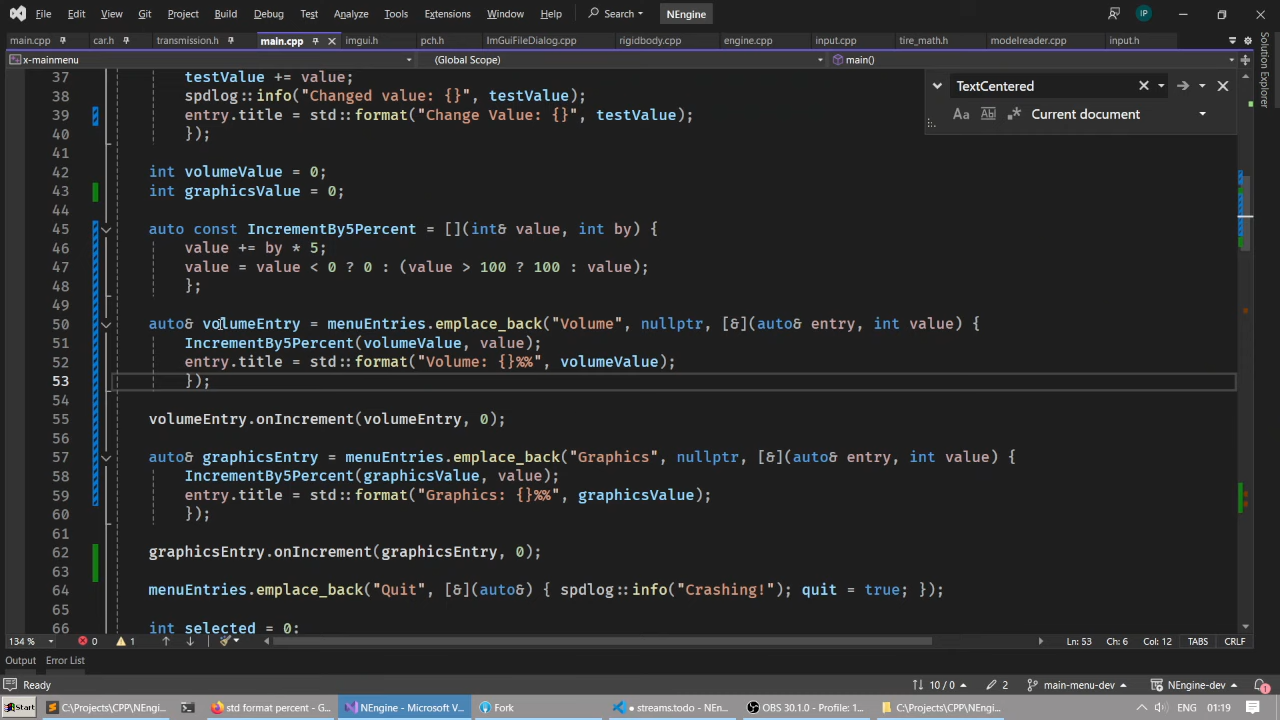 File Edit View Git Project Build Debug Test Analyze Tools Extensions Window Help Search NEngine IP
main.cpp car.h transmission.h main.cpp imgui.h pch.h ImGuiFileDialog.cpp rigidbody.cpp engine.cpp input.cpp tire_math.h modelreader.cpp input.h
x-mainmenu (Global Scope) main()
37 testValue += value;
38 spdlog::info("Changed value: {}", testValue);
39 entry.title = std::format("Change Value: {}", testValue);
40 });
41
42 int volumeValue = 0;
43 int graphicsValue = 0;
44
45 auto const IncrementBy5Percent = [](int& value, int by) {
46 value += by * 5;
47 value = value < 0 ? 0 : (value > 100 ? 100 : value);
48 };
49
50 auto& volumeEntry = menuEntries.emplace_back("Volume", nullptr, [&](auto& entry, int value) {
51 IncrementBy5Percent(volumeValue, value);
52 entry.title = std::format("Volume: {}%%", volumeValue);
53 });
54
55 volumeEntry.onIncrement(volumeEntry, 0);
56
57 auto& graphicsEntry = menuEntries.emplace_back("Graphics", nullptr, [&](auto& entry, int value) {
58 IncrementBy5Percent(graphicsValue, value);
59 entry.title = std::format("Graphics: {}%%", graphicsValue);
60 });
61
62 graphicsEntry.onIncrement(graphicsEntry, 0);
63
64 menuEntries.emplace_back("Quit", [&](auto&) { spdlog::info("Crashing!"); quit = true; });
65
66 int selected = 0;
TextCentered
Aa Ab Current document
Solution Explorer
134 % 0 1 Ln: 53 Ch: 6 Col: 12 TABS CRLF
Output Error List
Ready 10 / 0 2 main-menu-dev NEngine-dev 1
Start C:\Projects\CPP\NEngin... std format percent - G... NEngine - Microsoft V... Fork streams.todo - NEn... OBS 30.1.0 - Profile: 1... C:\Projects\CPP\NEngi... ENG 01:19